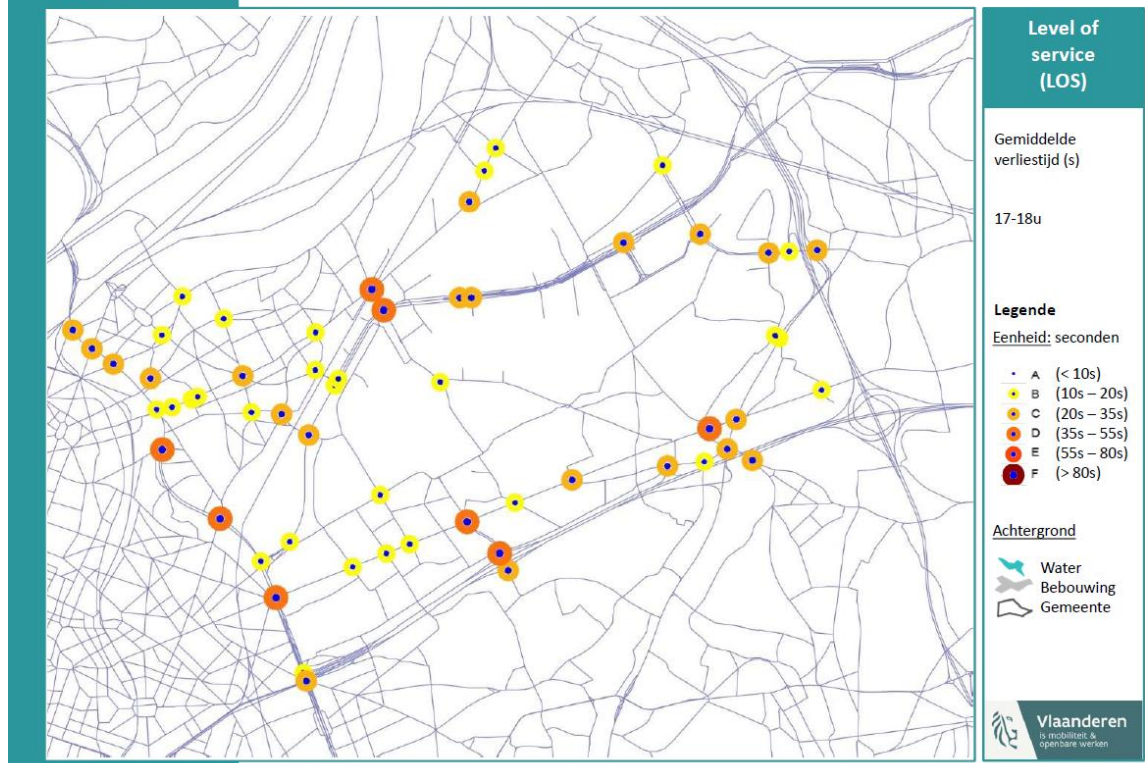 Level of
service
(LOS)
Gemiddelde
verliestijd (s)
17-18u
Legende
Eenheid: seconden
A (< 10s)
B (10s – 20s)
C (20s – 35s)
D (35s – 55s)
E (55s – 80s)
F (> 80s)
Achtergrond
Water
Bebouwing
Gemeente
Vlaanderen
is mobiliteit &
openbare werken